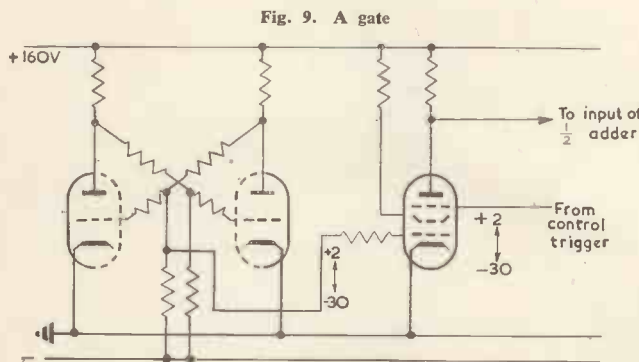 Fig. 9. A gate
+160V
To input of
1/2 adder
+2
-30
From
control
trigger
+2
-30